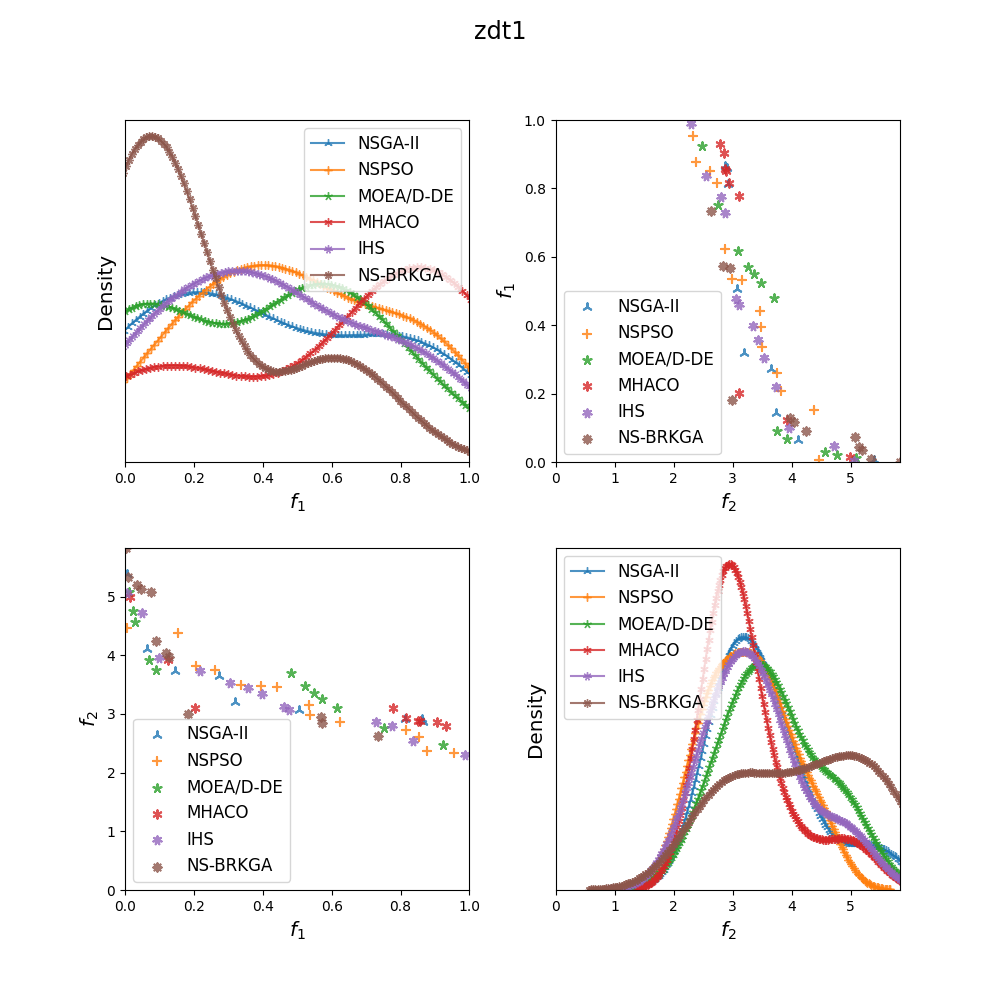 zdt1
Density
NSGA-II
NSPSO
MOEA/D-DE
MHACO
IHS
NS-BRKGA
0.0 0.2 0.4 0.6 0.8 1.0
f₁
f₁
1.0
0.8
0.6
0.4
0.2
0.0
NSGA-II
NSPSO
MOEA/D-DE
MHACO
IHS
NS-BRKGA
0 1 2 3 4 5
f₂
f₂
5
4
3
2
1
0
NSGA-II
NSPSO
MOEA/D-DE
MHACO
IHS
NS-BRKGA
0.0 0.2 0.4 0.6 0.8 1.0
f₁
Density
NSGA-II
NSPSO
MOEA/D-DE
MHACO
IHS
NS-BRKGA
0 1 2 3 4 5
f₂